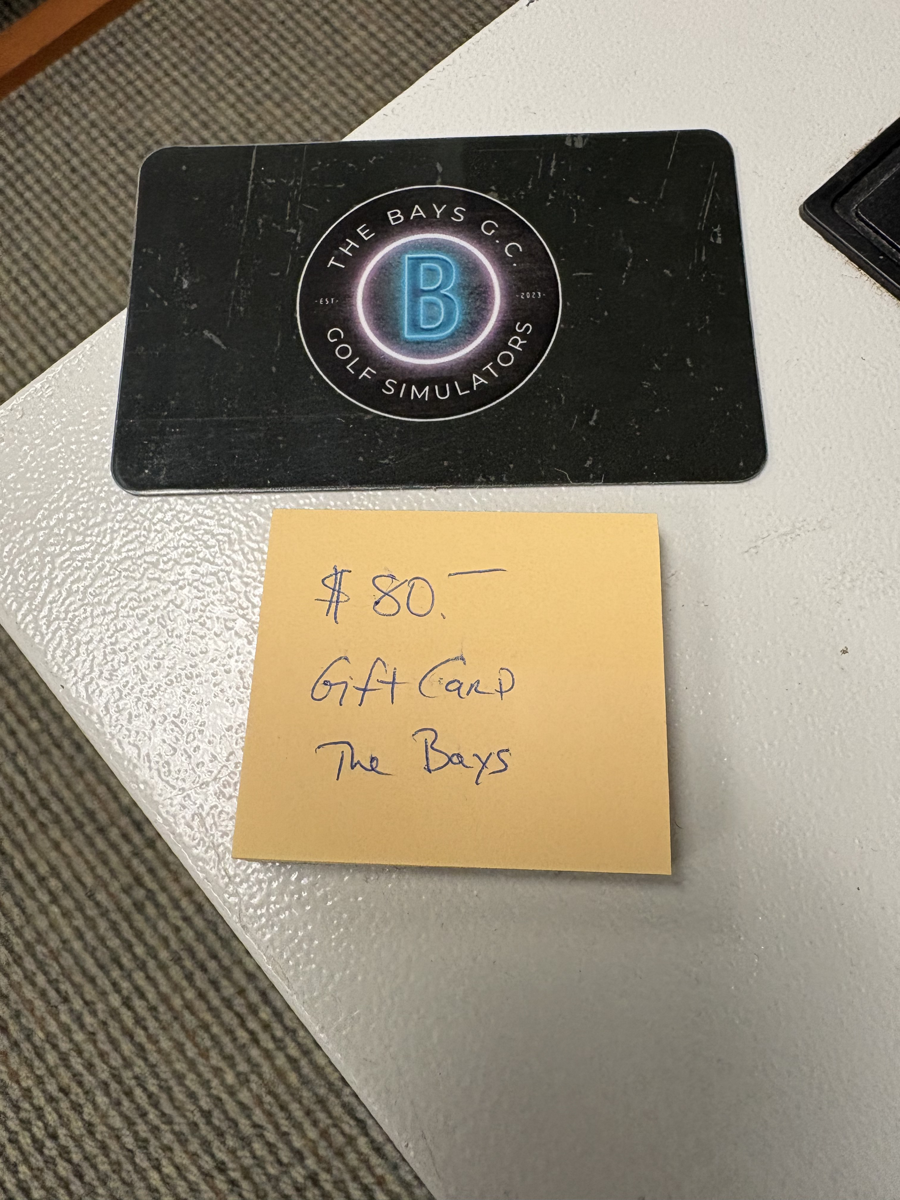 THE BAYS G.C.
-EST-
B
-2023-
GOLF SIMULATORS
$ 80.—
Gift Card
The Bays